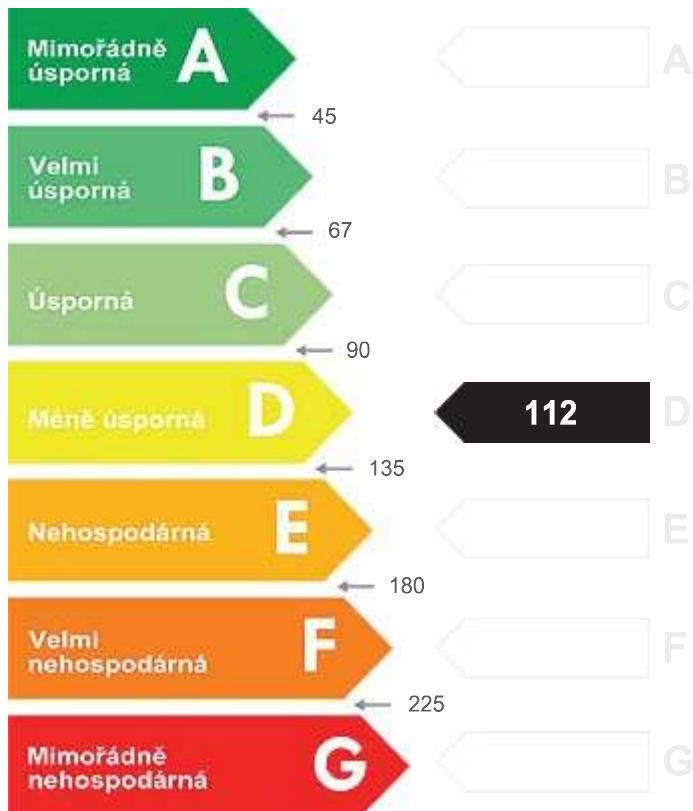 Mimořádně
úsporná
A
A
45
Velmi
úsporná
B
B
67
Úsporná
C
C
90
Méně úsporná
D
112
D
135
Nehospodárná
E
E
180
Velmi
nehospodárná
F
F
225
Mimořádně
nehospodárná
G
G